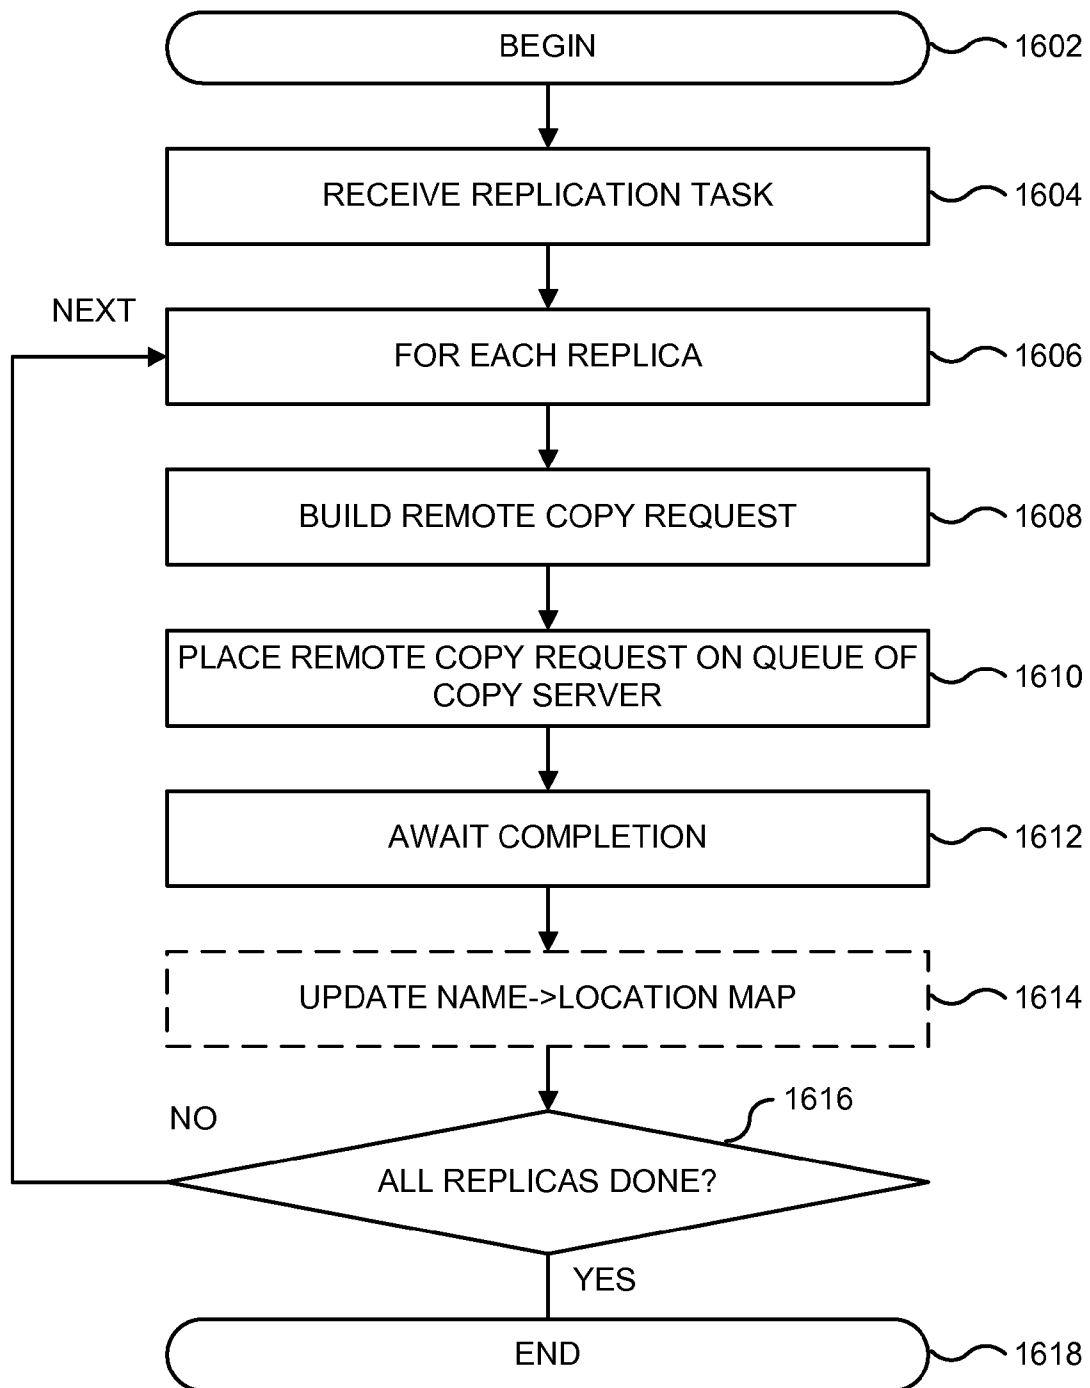 BEGIN
1602
RECEIVE REPLICATION TASK
1604
NEXT
FOR EACH REPLICA
1606
BUILD REMOTE COPY REQUEST
1608
PLACE REMOTE COPY REQUEST ON QUEUE OF
COPY SERVER
1610
AWAIT COMPLETION
1612
UPDATE NAME->LOCATION MAP
1614
NO
1616
ALL REPLICAS DONE?
YES
END
1618